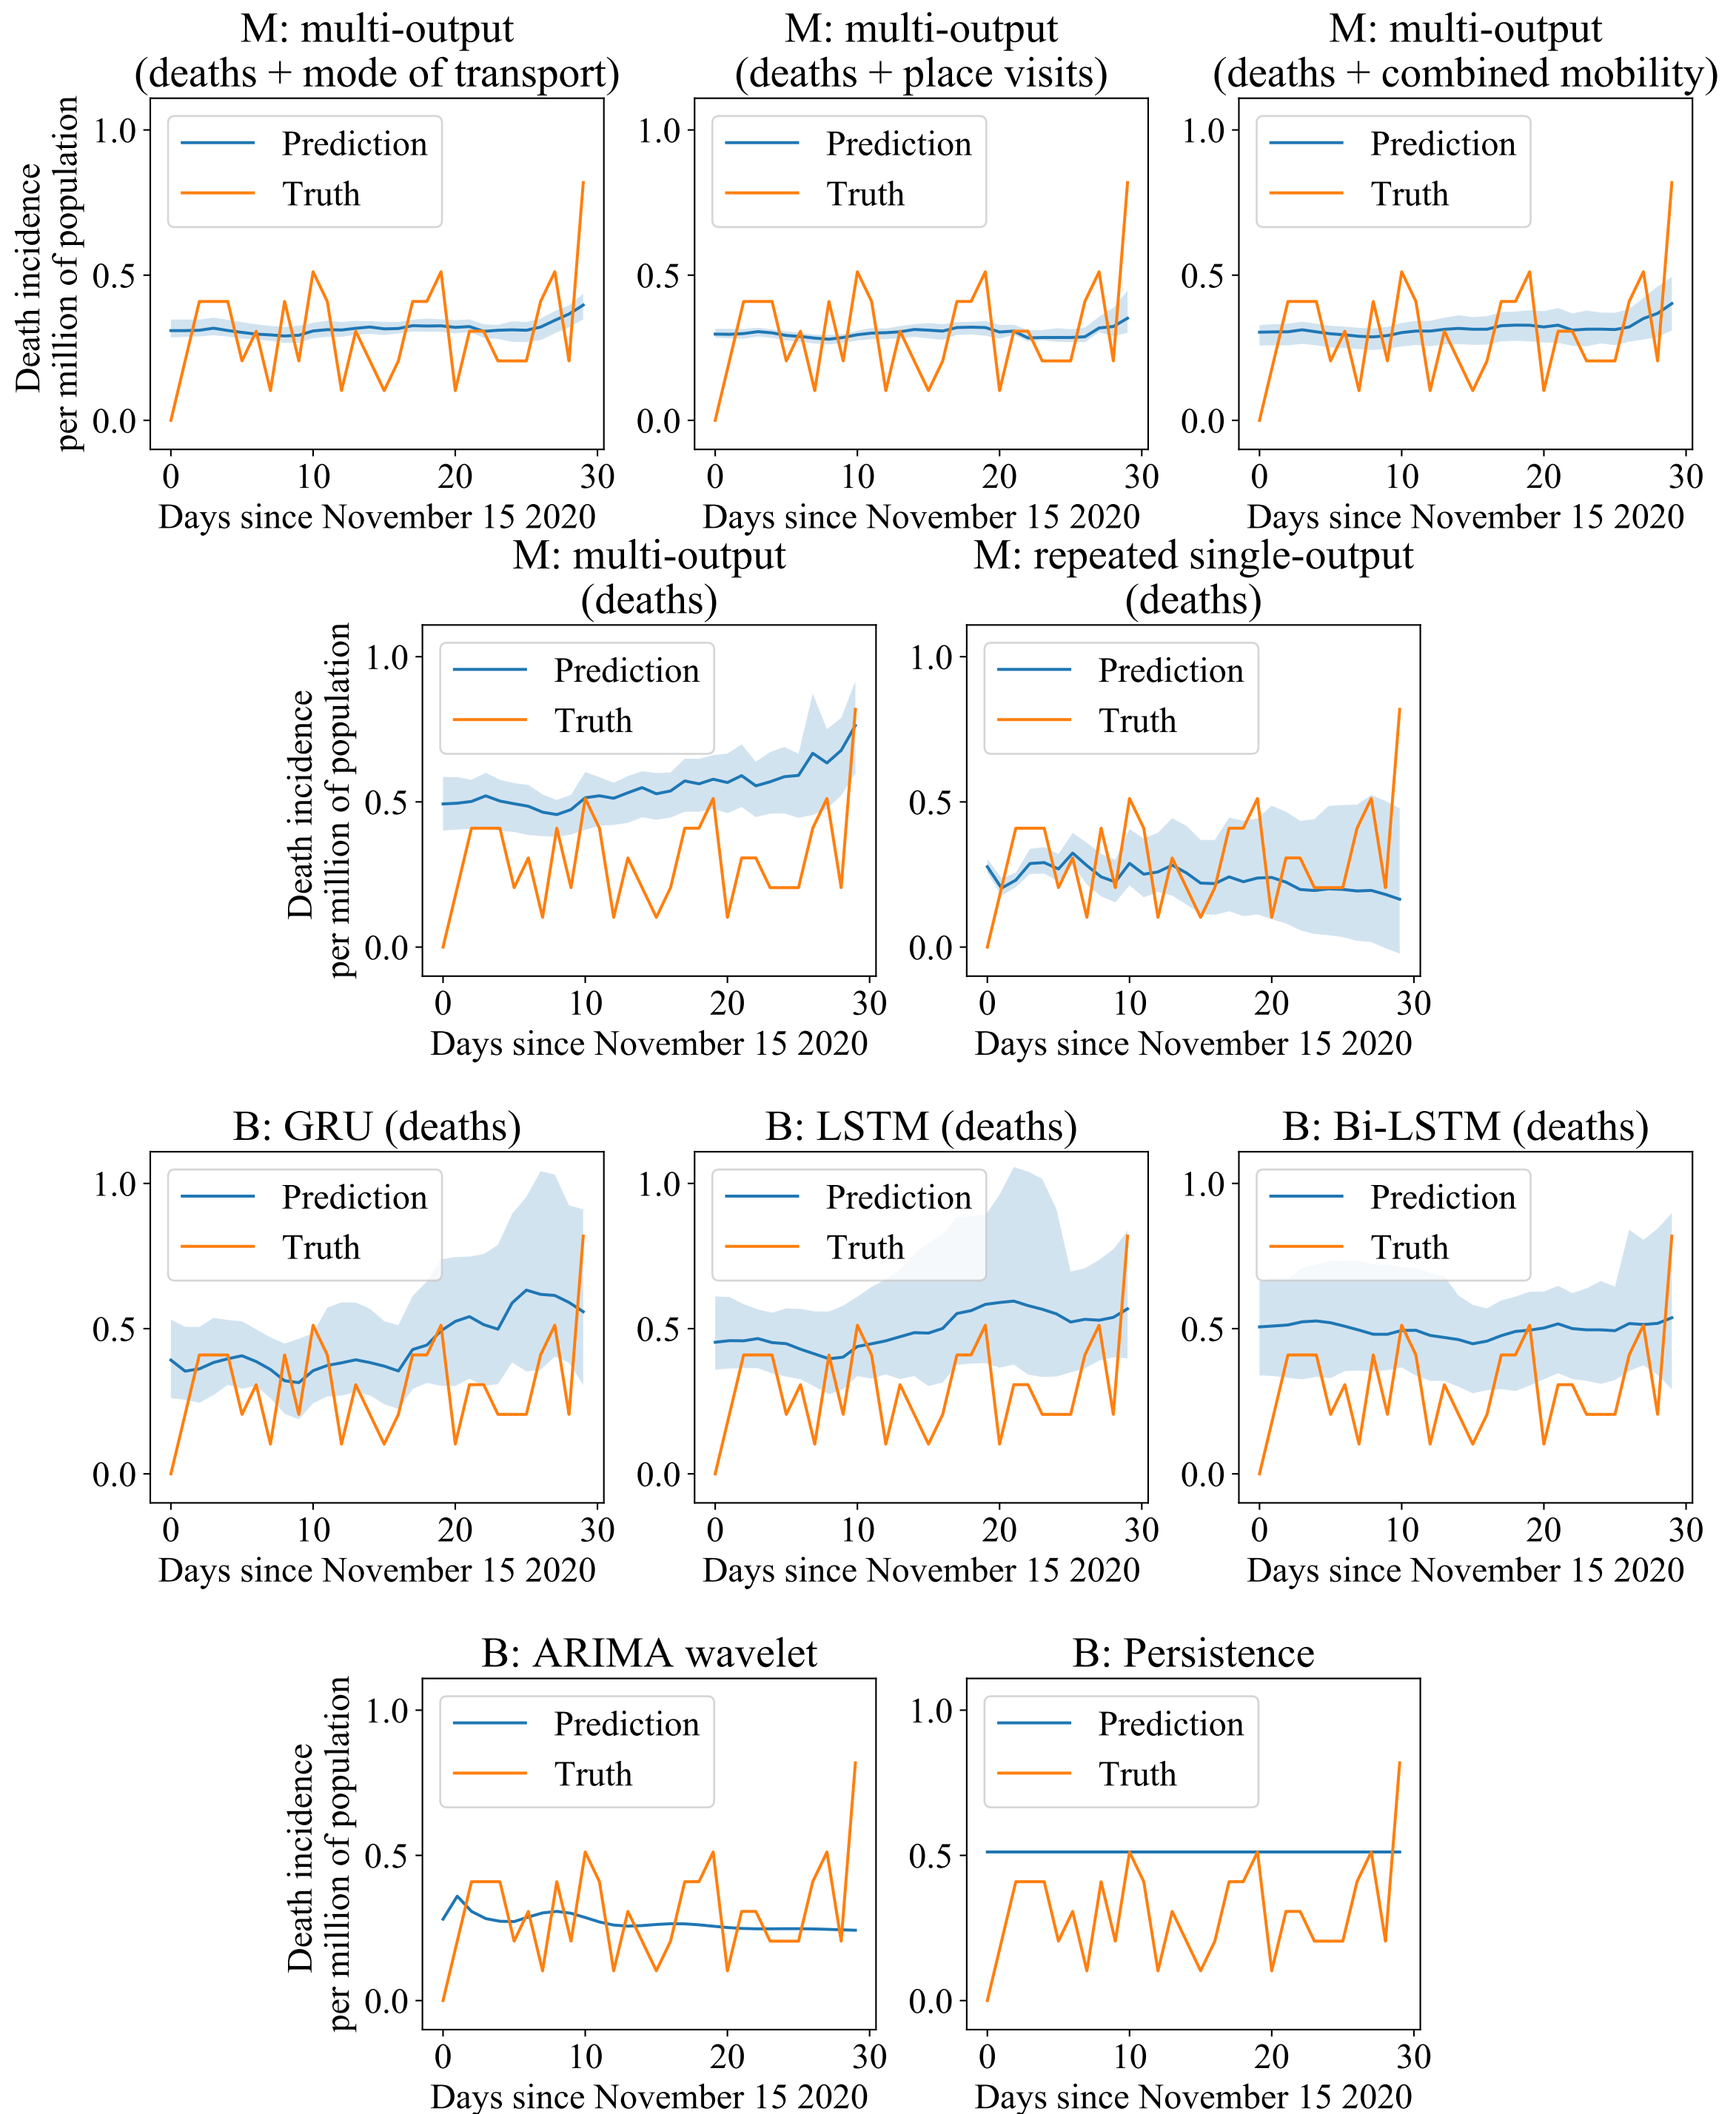 M: multi-output
(deaths + mode of transport)
M: multi-output
(deaths + place visits)
M: multi-output
(deaths + combined mobility)
Death incidence
per million of population
1.0
0.5
0.0
Prediction
Truth
0 10 20 30
Days since November 15 2020
1.0
0.5
0.0
Prediction
Truth
0 10 20 30
Days since November 15 2020
1.0
0.5
0.0
Prediction
Truth
0 10 20 30
Days since November 15 2020
M: multi-output
(deaths)
M: repeated single-output
(deaths)
Death incidence
per million of population
1.0
0.5
0.0
Prediction
Truth
0 10 20 30
Days since November 15 2020
1.0
0.5
0.0
Prediction
Truth
0 10 20 30
Days since November 15 2020
B: GRU (deaths)
B: LSTM (deaths)
B: Bi-LSTM (deaths)
1.0
0.5
0.0
Prediction
Truth
0 10 20 30
Days since November 15 2020
1.0
0.5
0.0
Prediction
Truth
0 10 20 30
Days since November 15 2020
1.0
0.5
0.0
Prediction
Truth
0 10 20 30
Days since November 15 2020
B: ARIMA wavelet
B: Persistence
Death incidence
per million of population
1.0
0.5
0.0
Prediction
Truth
0 10 20 30
Days since November 15 2020
1.0
0.5
0.0
Prediction
Truth
0 10 20 30
Days since November 15 2020